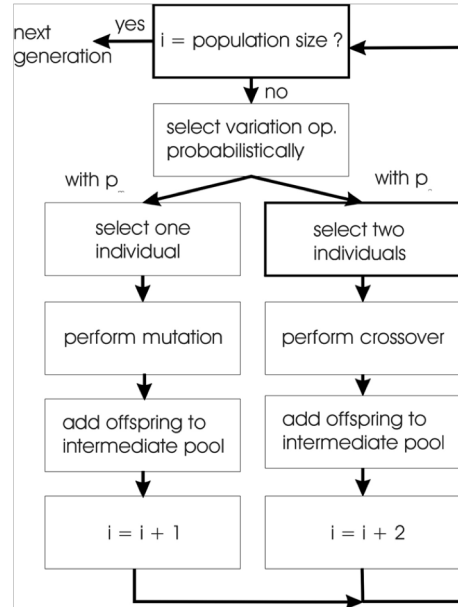 yes
next
generation
i = population size ?
no
select variation op.
probabilistically
with p_
with p_
select one
individual
select two
individuals
perform mutation
perform crossover
add offspring to
intermediate pool
add offspring to
intermediate pool
i = i + 1
i = i + 2